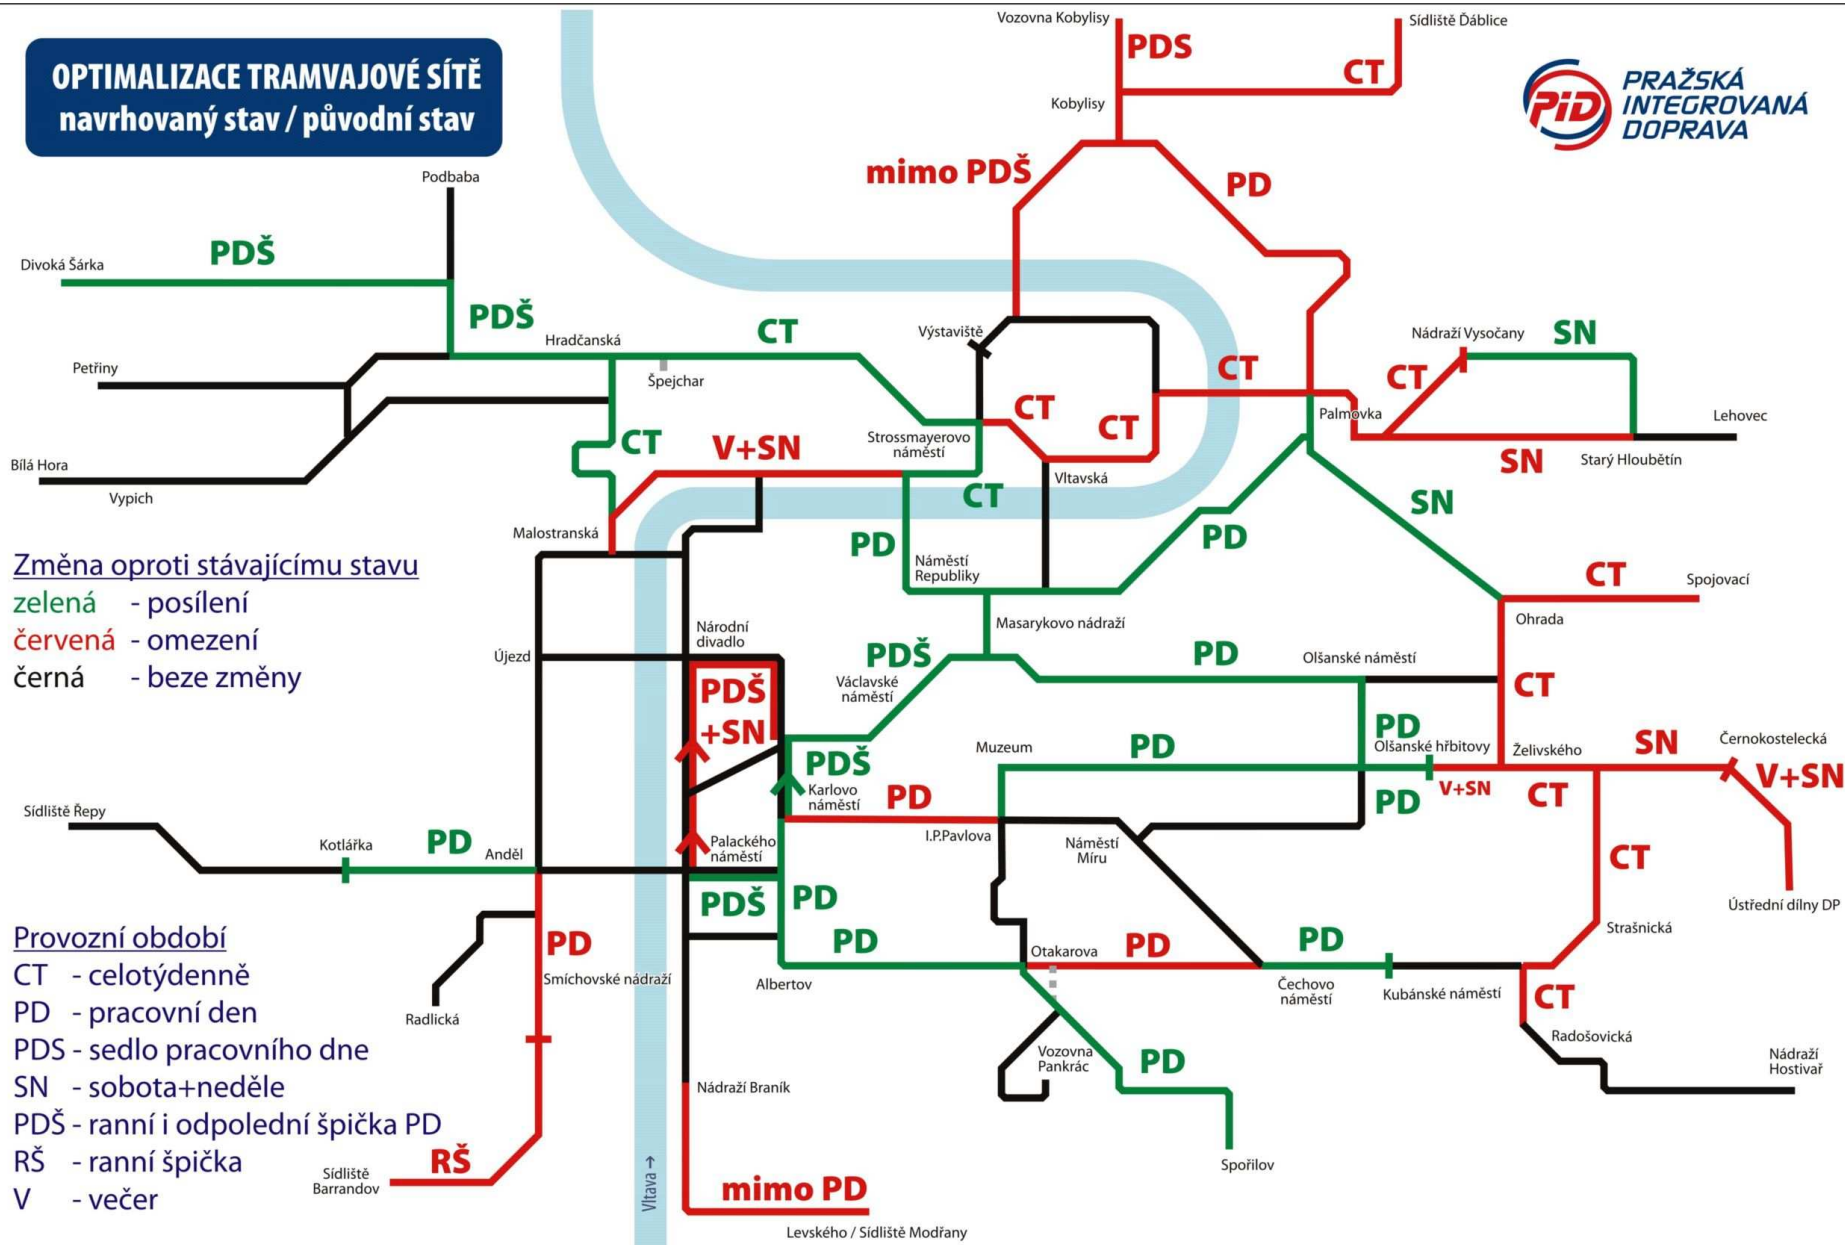 OPTIMALIZACE TRAMVAJOVÉ SÍTĚ
navrhovaný stav / původní stav
PID
PRAŽSKÁ
INTEGROVANÁ
DOPRAVA
Vozovna Kobylisy
Sídliště Ďáblice
PDS
CT
Kobylisy
mimo PDŠ
PD
Podbaba
PDŠ
Divoká Šárka
PDŠ
Hradčanská
CT
Výstaviště
Nádraží Vysočany
SN
Petřiny
Špejchar
CT
CT
Palmovka
Lehovec
CT
CT
CT
V+SN
Strossmayerovo
náměstí
Bílá Hora
Vypich
Vltavská
SN
Starý Hloubětín
CT
SN
Malostranská
PD
Náměstí
Republiky
PD
CT
Spojovací
Ohrada
Masarykovo nádraží
Změna oproti stávajícímu stavu
zelená - posílení
červená - omezení
černá - beze změny
Újezd
Národní
divadlo
PDŠ
+SN
PDŠ
Václavské
náměstí
PD
Olšanské náměstí
CT
PD
Olšanské hřbitovy
Muzeum
PD
Želivského
SN
Černokostelecká
V+SN
PDŠ
Karlovo
náměstí
PD
PD
V+SN
CT
Sídliště Řepy
Kotlářka
PD
Anděl
Palackého
náměstí
I.P.Pavlova
Náměstí
Míru
CT
PDŠ
PD
Ústřední dílny DP
Strašnická
PD
Smíchovské nádraží
PD
Albertov
Otakarova
PD
PD
Čechovo
náměstí
Kubánské náměstí
CT
Radlická
Radošovická
Vozovna
Pankrác
PD
Nádraží
Hostivař
Nádraží Braník
Spořilov
Provozní období
CT - celotýdenně
PD - pracovní den
PDS - sedlo pracovního dne
SN - sobota+neděle
PDŠ - ranní i odpolední špička PD
RŠ - ranní špička
V - večer
Sídliště
Barrandov
RŠ
Vltava →
mimo PD
Levského / Sídliště Modřany